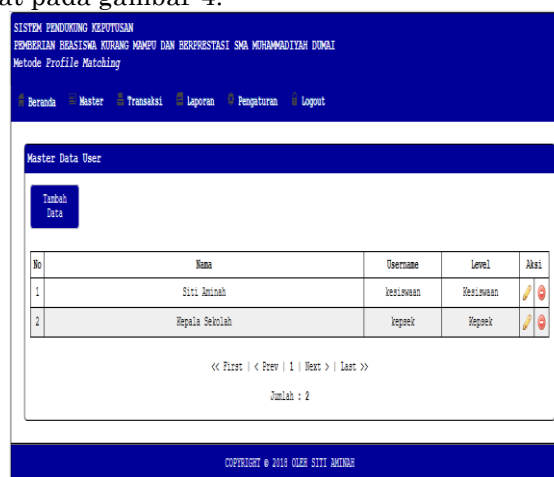 at pada gambar 4.
SISTEM PENDUKUNG KEPUTUSAN
PEMBERIAN BEASISWA KURANG MAMPU DAN BERPRESTASI SMA MUHAMMADIYAH DUMAI
Metode Profile Matching
Beranda Master Transaksi Laporan Pengaturan Logout
Master Data User
Tambah
Data
No Nama Username Level Aksi
1 Siti Aminah kesiswaan Kesiswaan
2 Kepala Sekolah kepsek Kepsek
<< First | < Prev | 1 | Next > | Last >>
Jumlah : 2
COPYRIGHT @ 2018 OLEH SITI AMINAH